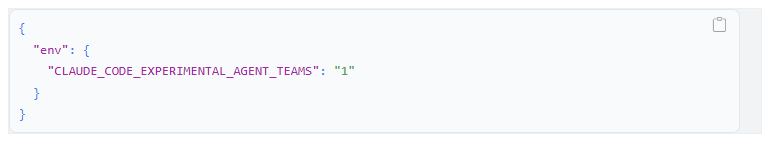 {
  "env": {
    "CLAUDE_CODE_EXPERIMENTAL_AGENT_TEAMS": "1"
  }
}